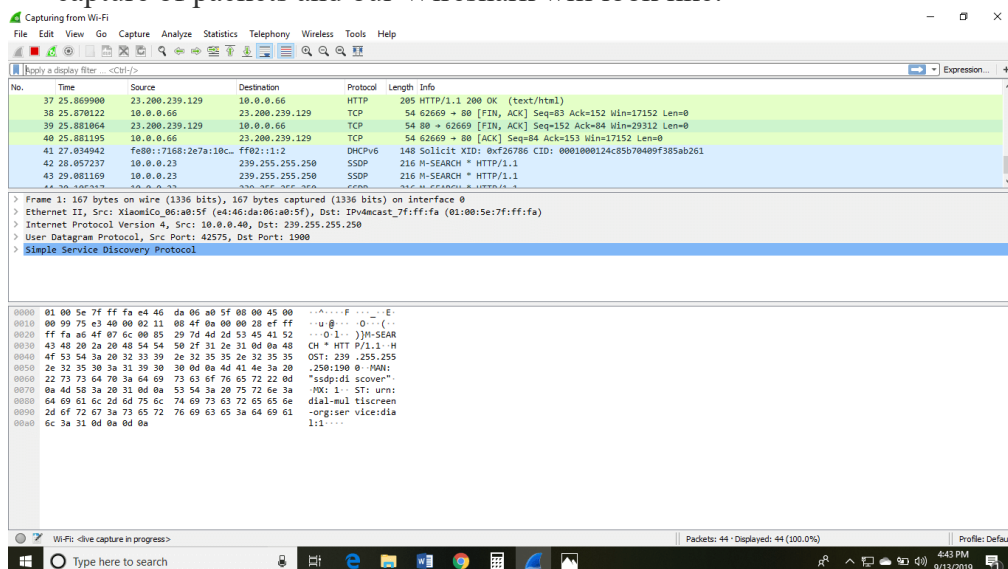 capture of packets and our Wireshark will look like:
Capturing from Wi-Fi
File Edit View Go Capture Analyze Statistics Telephony Wireless Tools Help
Apply a display filter ... <Ctrl-/> Expression... +
No. Time Source Destination Protocol Length Info
37 25.869900 23.200.239.129 10.0.0.66 HTTP 205 HTTP/1.1 200 OK (text/html)
38 25.870122 10.0.0.66 23.200.239.129 TCP 54 62669 → 80 [FIN, ACK] Seq=83 Ack=152 Win=17152 Len=0
39 25.881064 23.200.239.129 10.0.0.66 TCP 54 80 → 62669 [FIN, ACK] Seq=152 Ack=84 Win=29312 Len=0
40 25.881195 10.0.0.66 23.200.239.129 TCP 54 62669 → 80 [ACK] Seq=84 Ack=153 Win=17152 Len=0
41 27.034942 fe80::7168:2e7a:10c… ff02::1:2 DHCPv6 148 Solicit XID: 0xf26786 CID: 0001000124c85b70409f385ab261
42 28.057237 10.0.0.23 239.255.255.250 SSDP 216 M-SEARCH * HTTP/1.1
43 29.081169 10.0.0.23 239.255.255.250 SSDP 216 M-SEARCH * HTTP/1.1
> Frame 1: 167 bytes on wire (1336 bits), 167 bytes captured (1336 bits) on interface 0
> Ethernet II, Src: XiaomiCo_06:a0:5f (e4:46:da:06:a0:5f), Dst: IPv4mcast_7f:ff:fa (01:00:5e:7f:ff:fa)
> Internet Protocol Version 4, Src: 10.0.0.40, Dst: 239.255.255.250
> User Datagram Protocol, Src Port: 42575, Dst Port: 1900
> Simple Service Discovery Protocol
0000 01 00 5e 7f ff fa e4 46 da 06 a0 5f 08 00 45 00 ··^····F ···_··E·
0010 00 99 75 e3 40 00 02 11 08 4f 0a 00 00 28 ef ff ··u·@··· ·O···(··
0020 ff fa a6 4f 07 6c 00 85 29 7d 4d 2d 53 45 41 52 ···O·l·· )}M-SEAR
0030 43 48 20 2a 20 48 54 54 50 2f 31 2e 31 0d 0a 48 CH * HTT P/1.1··H
0040 4f 53 54 3a 20 32 33 39 2e 32 35 35 2e 32 35 35 OST: 239 .255.255
0050 2e 32 35 30 3a 31 39 30 30 0d 0a 4d 41 4e 3a 20 .250:190 0··MAN:
0060 22 73 73 64 70 3a 64 69 73 63 6f 76 65 72 22 0d "ssdp:di scover"·
0070 0a 4d 58 3a 20 31 0d 0a 53 54 3a 20 75 72 6e 3a ·MX: 1·· ST: urn:
0080 64 69 61 6c 2d 6d 75 6c 74 69 73 63 72 65 65 6e dial-mul tiscreen
0090 2d 6f 72 67 3a 73 65 72 76 69 63 65 3a 64 69 61 -org:ser vice:dia
00a0 6c 3a 31 0d 0a 0d 0a l:1····
Wi-Fi: <live capture in progress> Packets: 44 · Displayed: 44 (100.0%) Profile: Defau
Type here to search 4:43 PM
9/13/2019